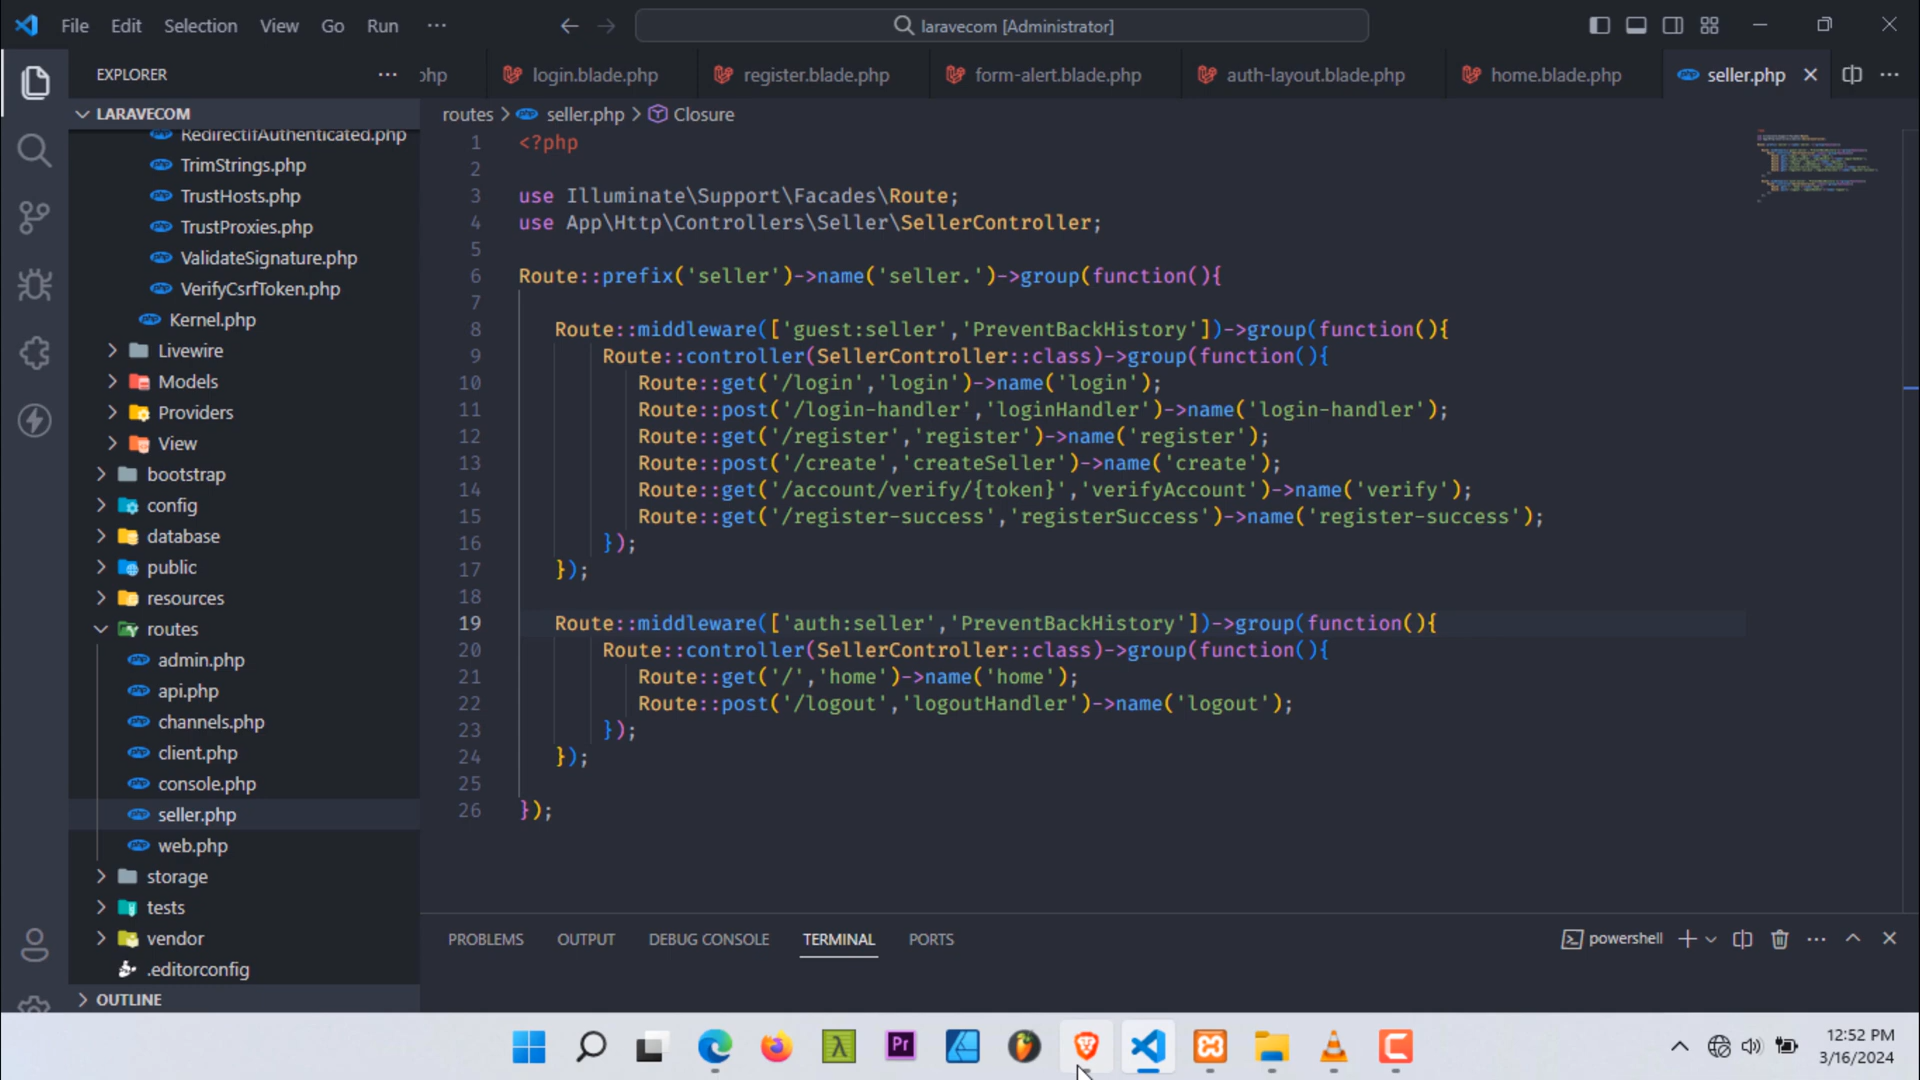 File Edit Selection View Go Run ···
laravecom [Administrator]
EXPLORER
···
php
login.blade.php
register.blade.php
form-alert.blade.php
auth-layout.blade.php
home.blade.php
seller.php
LARAVECOM
routes > seller.php > Closure
RedirectIfAuthenticated.php
TrimStrings.php
TrustHosts.php
TrustProxies.php
ValidateSignature.php
VerifyCsrfToken.php
Kernel.php
Livewire
Models
Providers
View
bootstrap
config
database
public
resources
routes
admin.php
api.php
channels.php
client.php
console.php
seller.php
web.php
storage
tests
vendor
.editorconfig
OUTLINE
1 <?php
2
3 use Illuminate\Support\Facades\Route;
4 use App\Http\Controllers\Seller\SellerController;
5
6 Route::prefix('seller')->name('seller.')->group(function(){
7
8 Route::middleware(['guest:seller','PreventBackHistory'])->group(function(){
9 Route::controller(SellerController::class)->group(function(){
10 Route::get('/login','login')->name('login');
11 Route::post('/login-handler','loginHandler')->name('login-handler');
12 Route::get('/register','register')->name('register');
13 Route::post('/create','createSeller')->name('create');
14 Route::get('/account/verify/{token}','verifyAccount')->name('verify');
15 Route::get('/register-success','registerSuccess')->name('register-success');
16 });
17 });
18
19 Route::middleware(['auth:seller','PreventBackHistory'])->group(function(){
20 Route::controller(SellerController::class)->group(function(){
21 Route::get('/','home')->name('home');
22 Route::post('/logout','logoutHandler')->name('logout');
23 });
24 });
25
26 });
PROBLEMS OUTPUT DEBUG CONSOLE TERMINAL PORTS
powershell
Pr
12:52 PM
3/16/2024